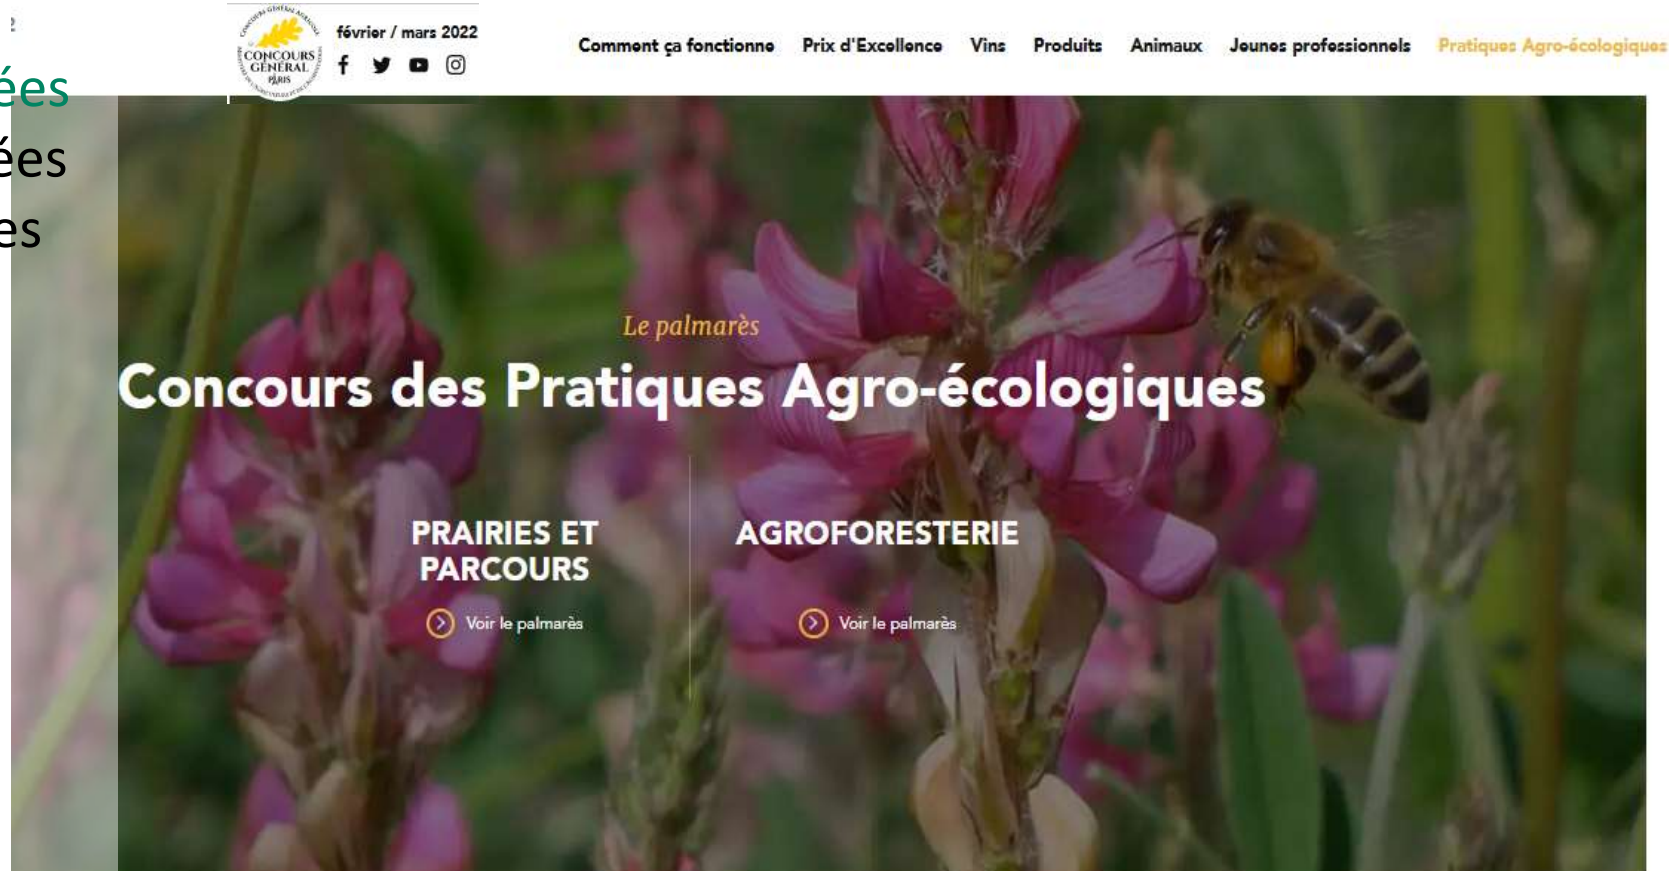 CONCOURS
GÉNÉRAL
PARIS
février / mars 2022
Comment ça fonctionne Prix d'Excellence Vins Produits Animaux Jeunes professionnels Pratiques Agro-écologiques
ées
ées
es
Le palmarès
Concours des Pratiques Agro-écologiques
PRAIRIES ET
PARCOURS
Voir le palmarès
AGROFORESTERIE
Voir le palmarès